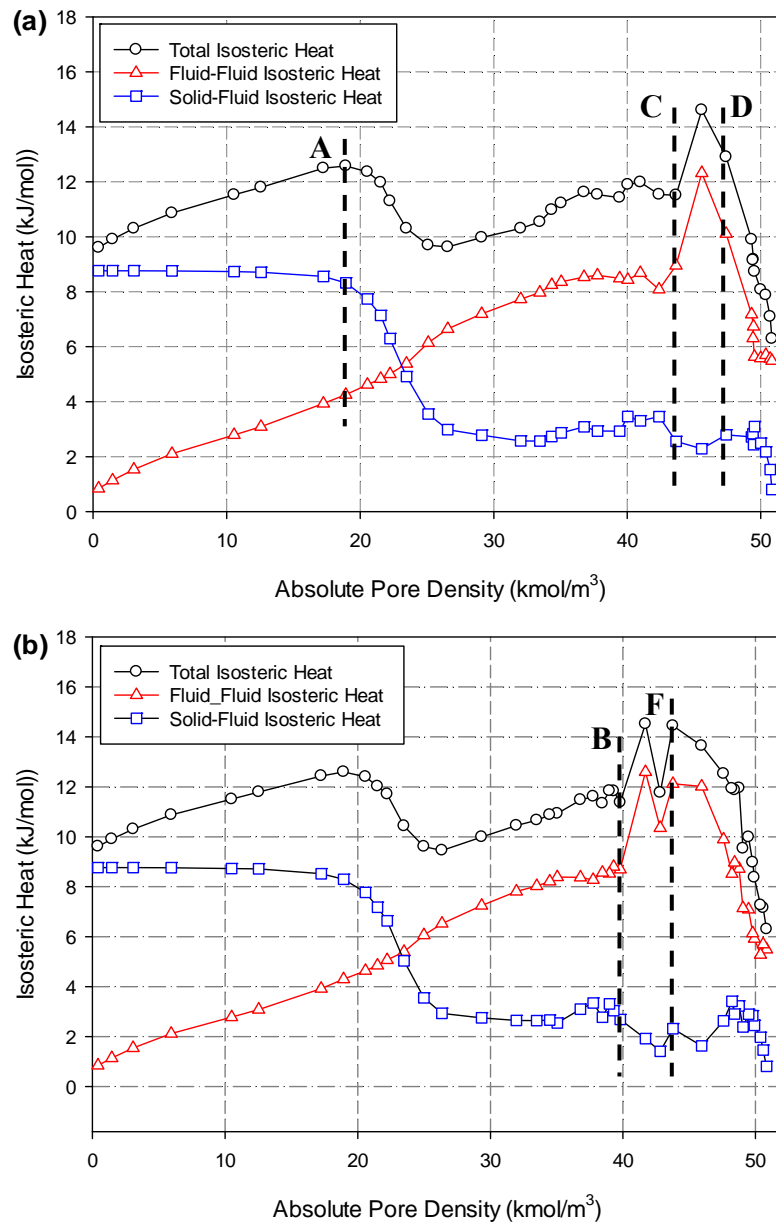 (a)
18
16
14
12
10
8
6
4
2
0
Isosteric Heat (kJ/mol))
Total Isosteric Heat
Fluid-Fluid Isosteric Heat
Solid-Fluid Isosteric Heat
A
C
D
0 10 20 30 40 50
Absolute Pore Density (kmol/m³)
(b)
18
16
14
12
10
8
6
4
2
0
Isosteric Heat (kJ/mol))
Total Isosteric Heat
Fluid_Fluid Isosteric Heat
Solid-Fluid Isosteric Heat
B
F
0 10 20 30 40 50
Absolute Pore Density (kmol/m³)